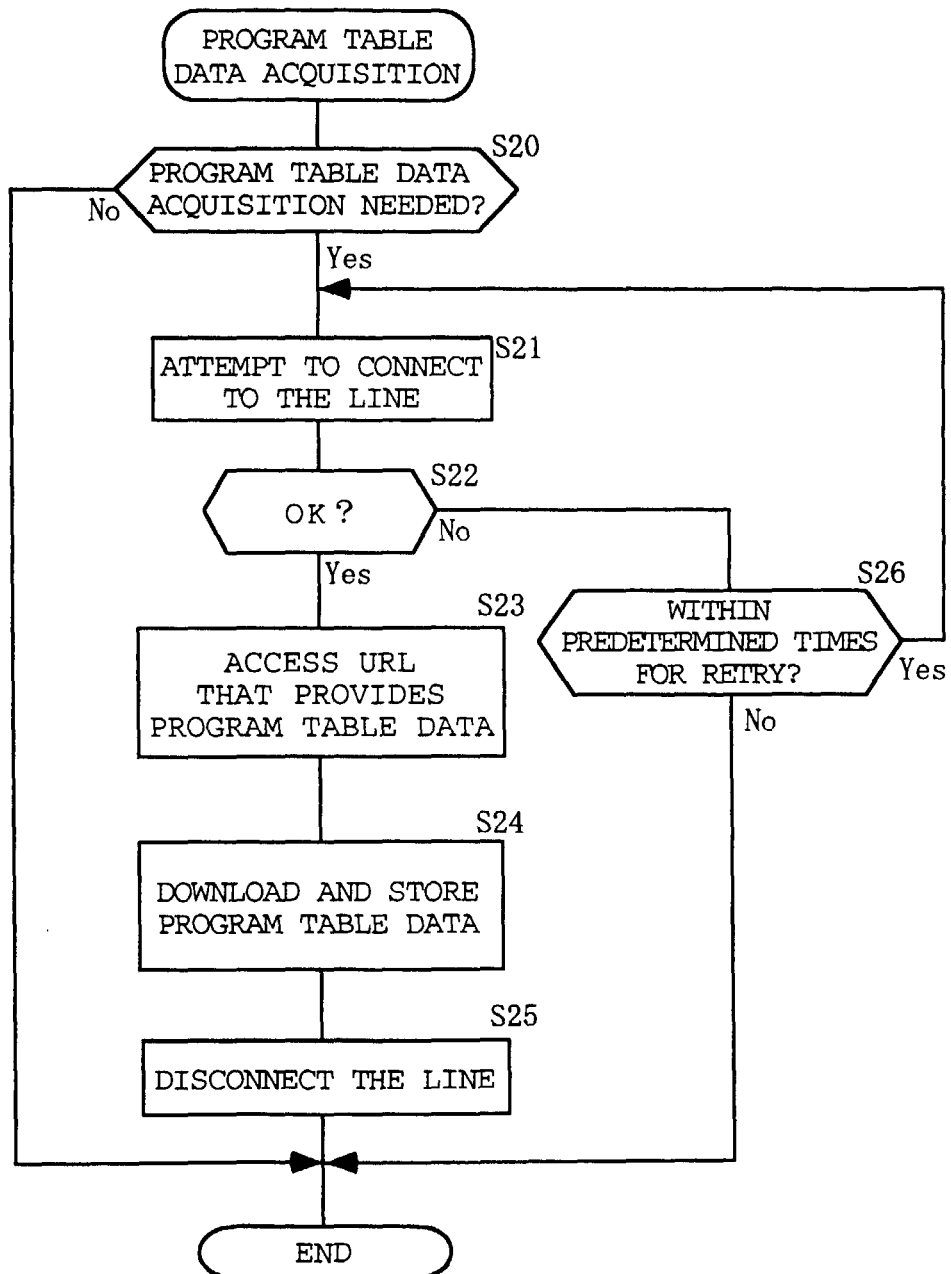 PROGRAM TABLE
DATA ACQUISITION
S20
PROGRAM TABLE DATA
ACQUISITION NEEDED?
No
Yes
S21
ATTEMPT TO CONNECT
TO THE LINE
S22
OK?
No
Yes
S26
WITHIN
PREDETERMINED TIMES
FOR RETRY?
Yes
No
S23
ACCESS URL
THAT PROVIDES
PROGRAM TABLE DATA
S24
DOWNLOAD AND STORE
PROGRAM TABLE DATA
S25
DISCONNECT THE LINE
END